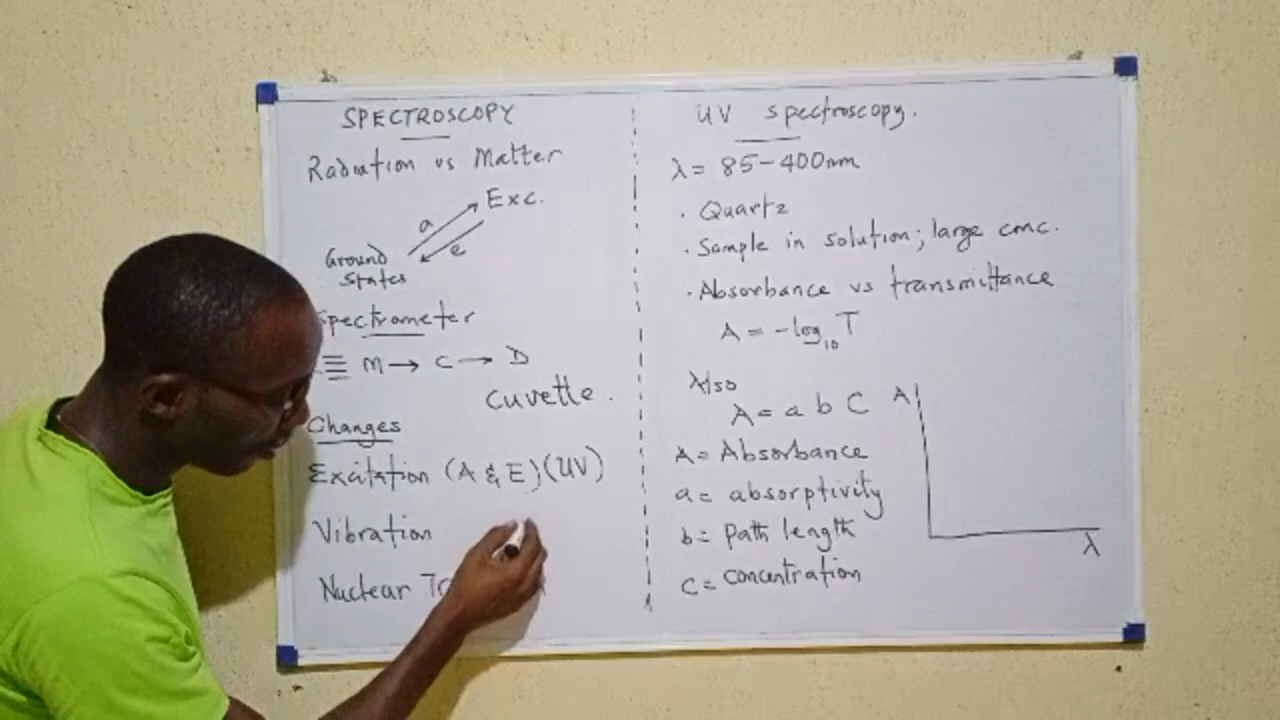 SPECTROSCOPY
Radiation vs Matter
Exc.
a
e
Ground
States
Spectrometer
≡ M → C → D
Cuvette.
Changes
Excitation (A & E)(UV)
Vibration
Nuclear
UV spectroscopy.
λ = 85-400nm
· Quartz
· Sample in solution; large conc.
· Absorbance vs transmittance
A = -log₁₀ T
Also
A = a b C
A = Absorbance
a = absorptivity
b = Path length
C = Concentration
A
λ